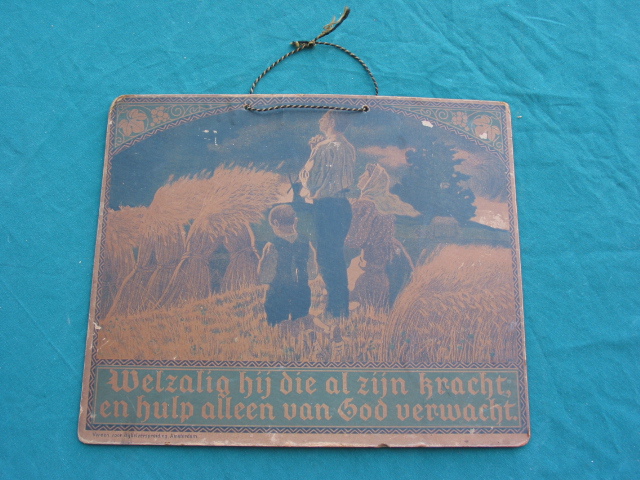 Welzalig hij die al zijn kracht,
en hulp alleen van God verwacht.